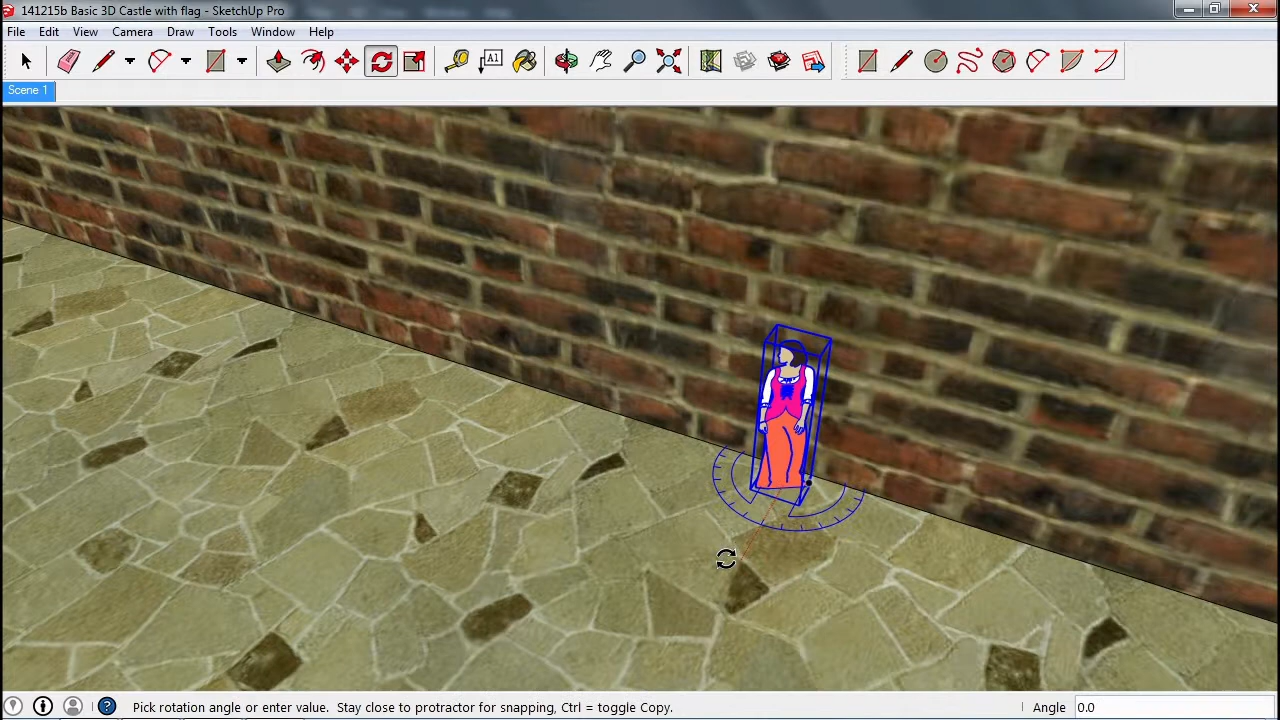 141215b Basic 3D Castle with flag - SketchUp Pro
File Edit View Camera Draw Tools Window Help
A1
Scene 1
Pick rotation angle or enter value. Stay close to protractor for snapping, Ctrl = toggle Copy.
Angle 0.0